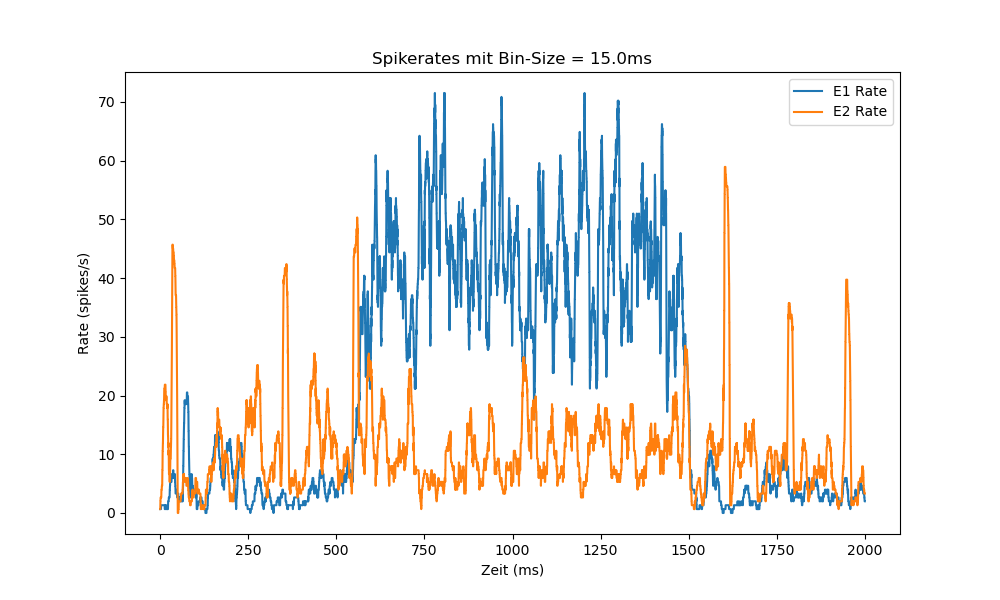 Spikerates mit Bin-Size = 15.0ms
E1 Rate
E2 Rate
70
60
50
40
30
20
10
0
Rate (spikes/s)
0 250 500 750 1000 1250 1500 1750 2000
Zeit (ms)